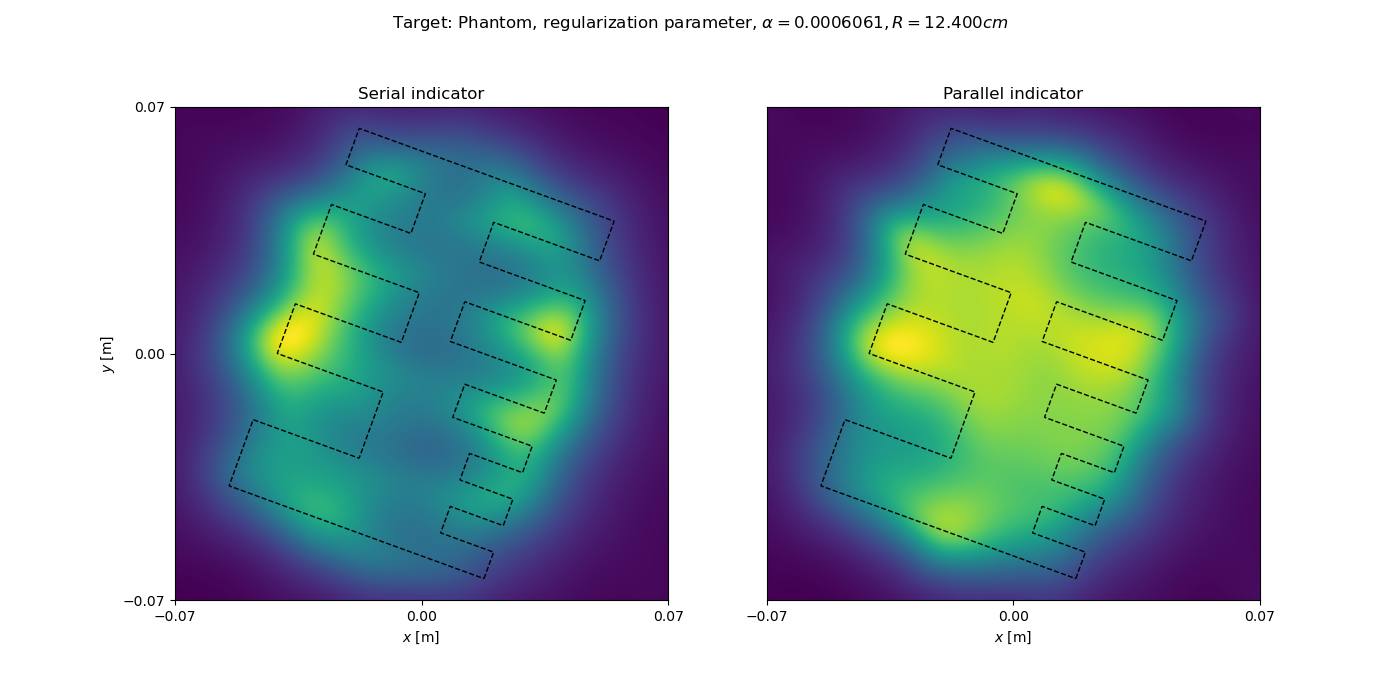 Target: Phantom, regularization parameter, α = 0.0006061, R = 12.400cm
Serial indicator
Parallel indicator
0.07
0.00
−0.07
y [m]
−0.07 0.00 0.07
−0.07 0.00 0.07
x [m]
x [m]